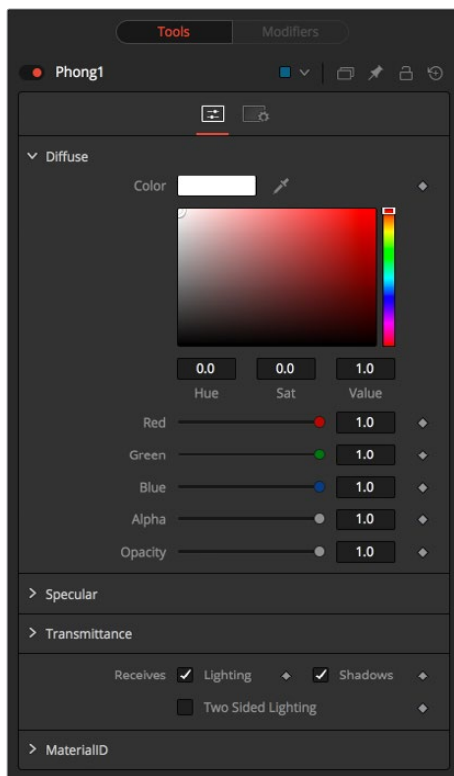 Tools Modifiers
Phong1
Diffuse
Color
0.0 0.0 1.0
Hue Sat Value
Red 1.0
Green 1.0
Blue 1.0
Alpha 1.0
Opacity 1.0
Specular
Transmittance
Receives Lighting Shadows
Two Sided Lighting
MaterialID